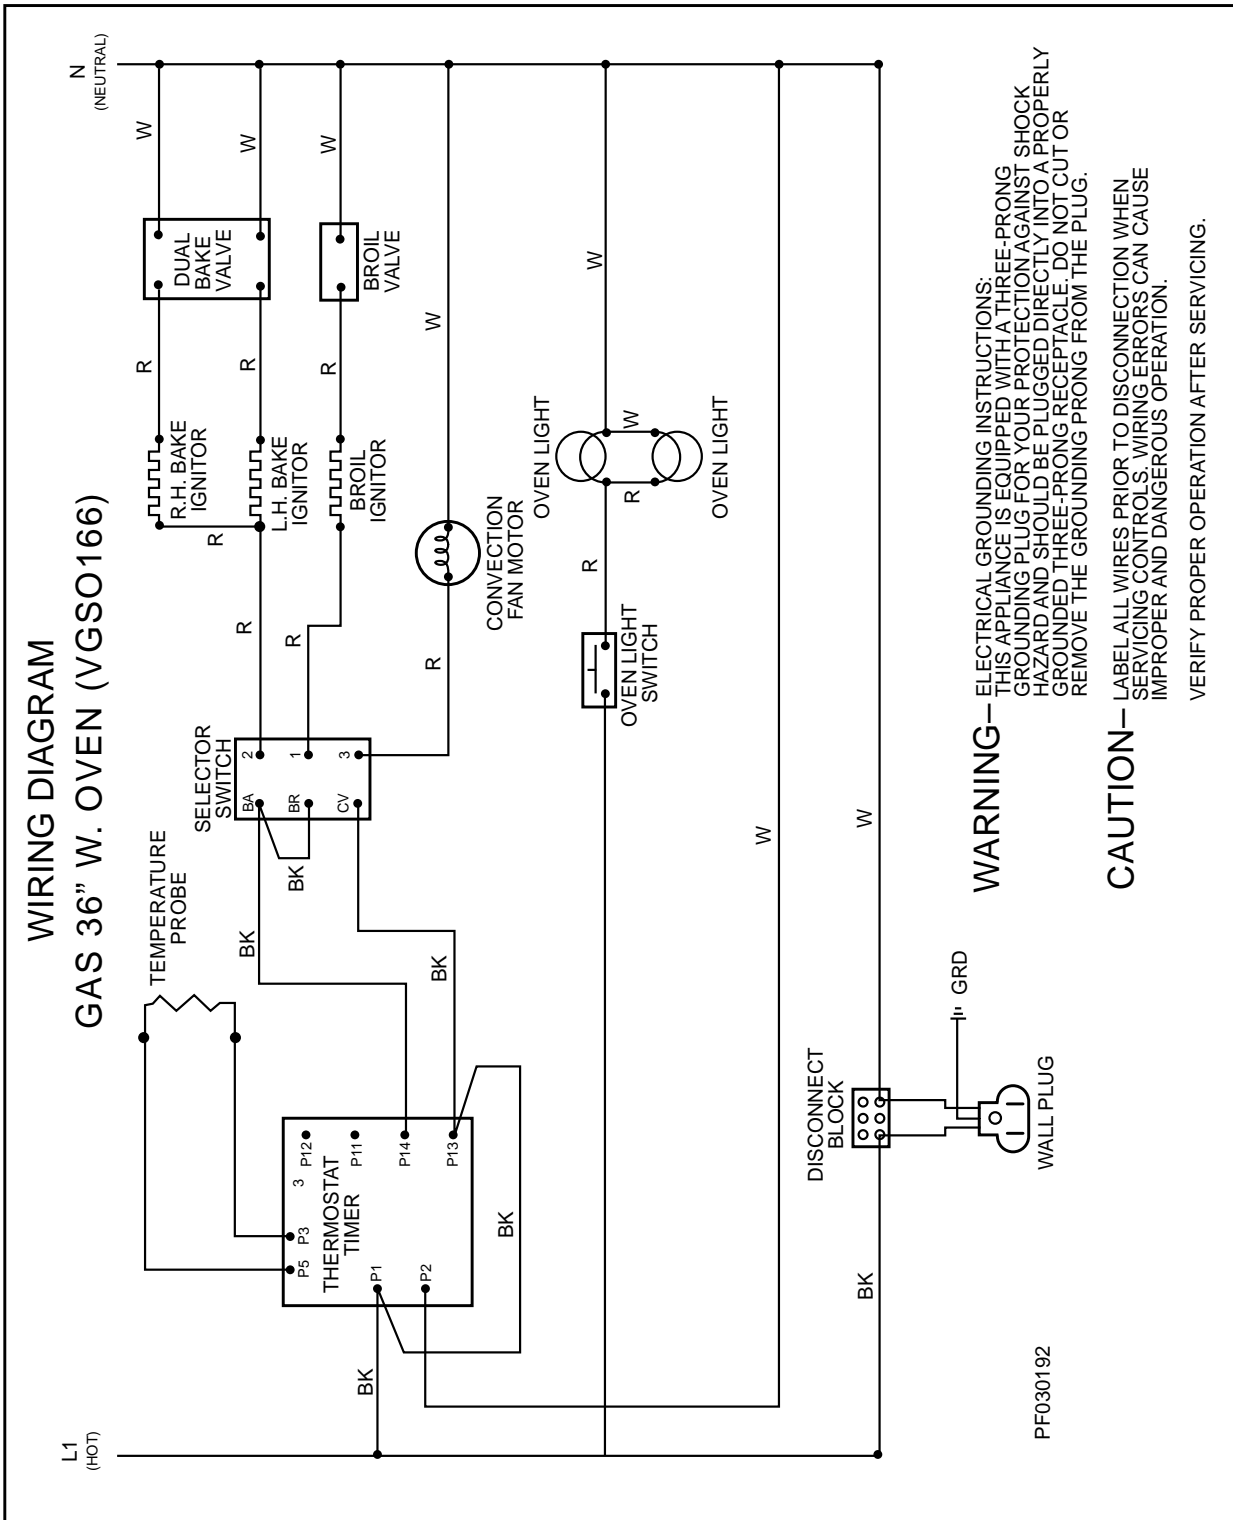 WIRING DIAGRAM
GAS 36” W. OVEN (VGSO166)
L1
(HOT)
N
(NEUTRAL)
TEMPERATURE
PROBE
SELECTOR
SWITCH
BA
2
BR
1
CV
3
BK
BK
BK
R
R
R
R
R.H. BAKE
IGNITOR
L.H. BAKE
IGNITOR
BROIL
IGNITOR
R
R
R
DUAL
BAKE
VALVE
BROIL
VALVE
W
W
W
CONVECTION
FAN MOTOR
W
THERMOSTAT
TIMER
P5
P3
3
P12
P11
P14
P13
P1
P2
BK
BK
OVEN LIGHT
SWITCH
R
OVEN LIGHT
R
W
OVEN LIGHT
W
W
DISCONNECT
BLOCK
BK
W
WALL PLUG
GRD
PF030192
WARNING— ELECTRICAL GROUNDING INSTRUCTIONS:
THIS APPLIANCE IS EQUIPPED WITH A THREE-PRONG
GROUNDING PLUG FOR YOUR PROTECTION AGAINST SHOCK
HAZARD AND SHOULD BE PLUGGED DIRECTLY INTO A PROPERLY
GROUNDED THREE-PRONG RECEPTACLE. DO NOT CUT OR
REMOVE THE GROUNDING PRONG FROM THE PLUG.
CAUTION— LABEL ALL WIRES PRIOR TO DISCONNECTION WHEN
SERVICING CONTROLS. WIRING ERRORS CAN CAUSE
IMPROPER AND DANGEROUS OPERATION.
VERIFY PROPER OPERATION AFTER SERVICING.